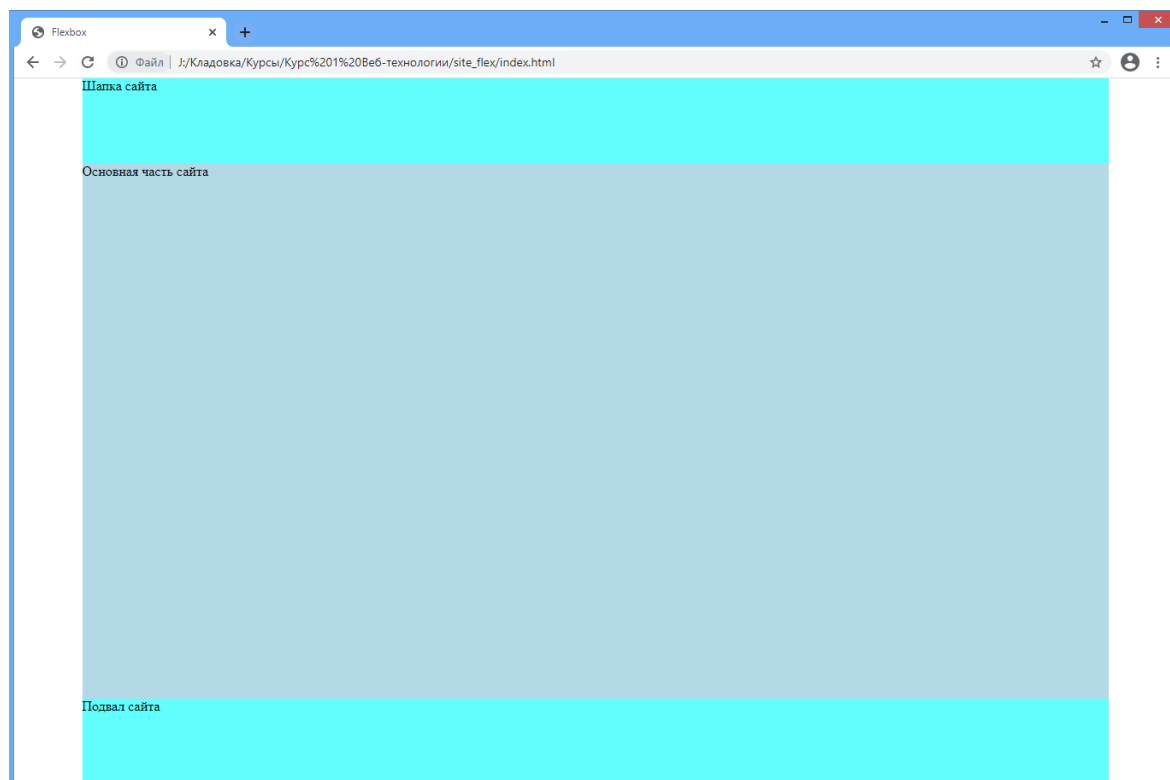 Flexbox
Файл J:/Кладовка/Курсы/Курс%201%20Веб-технологии/site_flex/index.html
Шапка сайта
Основная часть сайта
Подвал сайта